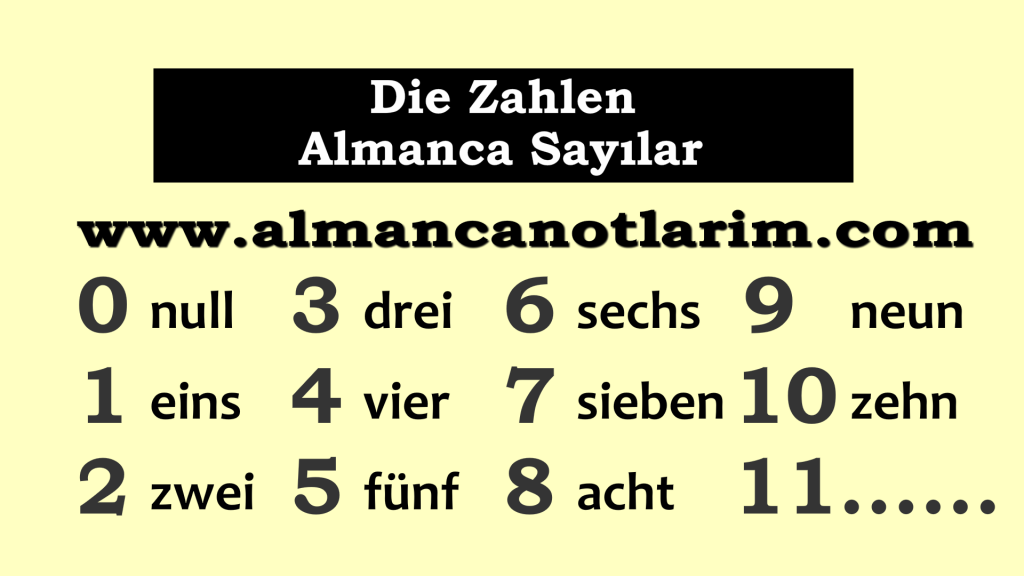 Die Zahlen
Almanca Sayılar
www.almancanotlarim.com
0 null 3 drei 6 sechs 9 neun
1 eins 4 vier 7 sieben 10 zehn
2 zwei 5 fünf 8 acht 11......